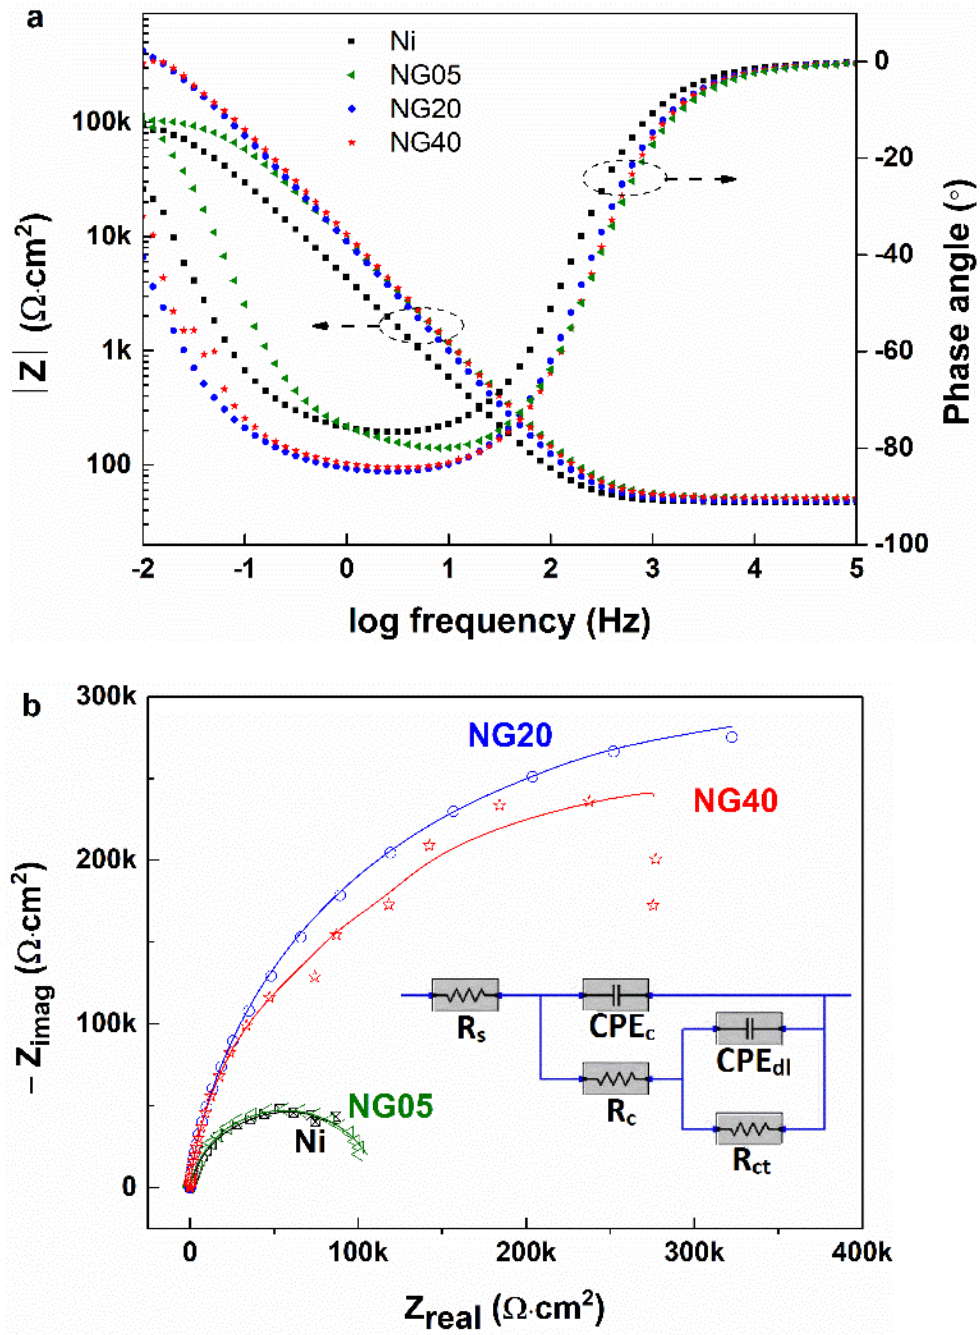 a
Ni
NG05
NG20
NG40
100k
10k
1k
100
|Z| (Ω·cm²)
0
-20
-40
-60
-80
-100
Phase angle (°)
-2 -1 0 1 2 3 4 5
log frequency (Hz)
b
300k
200k
100k
0
– Zimag (Ω·cm²)
NG20
NG40
NG05
Ni
Rs
CPEc
Rc
CPEdl
Rct
0 100k 200k 300k 400k
Zreal (Ω·cm²)